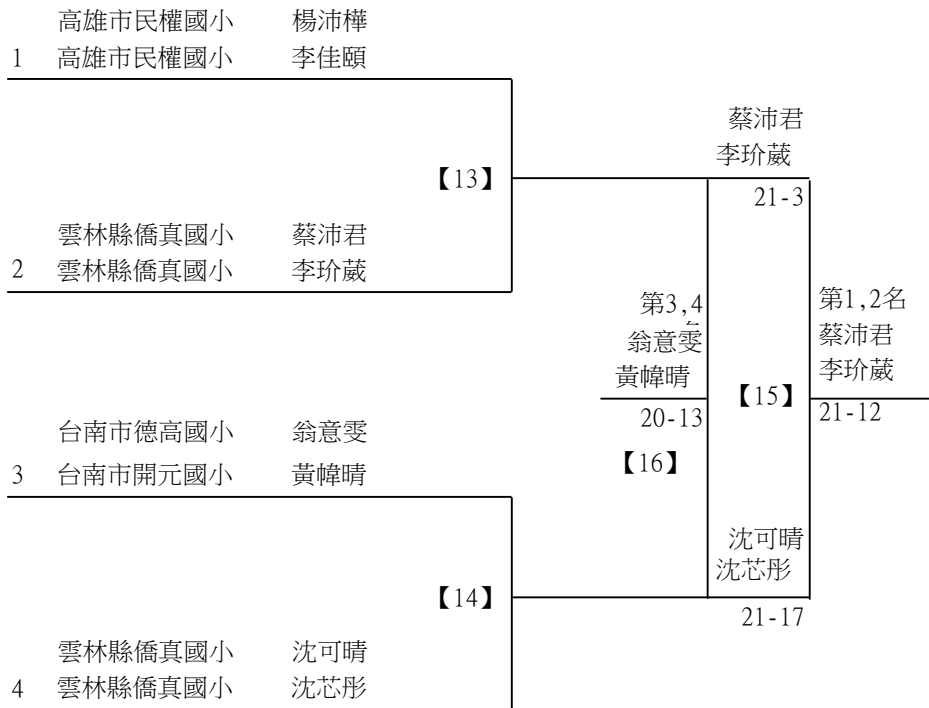 高雄市民權國小 楊沛樺
1 高雄市民權國小 李佳頤
蔡沛君
李玠葳
【13】
21-3
雲林縣僑真國小 蔡沛君
2 雲林縣僑真國小 李玠葳
第3,4
翁意雯
黃幃晴
第1,2名
蔡沛君
李玠葳
【15】
20-13
21-12
台南市德高國小 翁意雯
【16】
3 台南市開元國小 黃幃晴
沈可晴
沈芯彤
【14】
21-17
雲林縣僑真國小 沈可晴
4 雲林縣僑真國小 沈芯彤